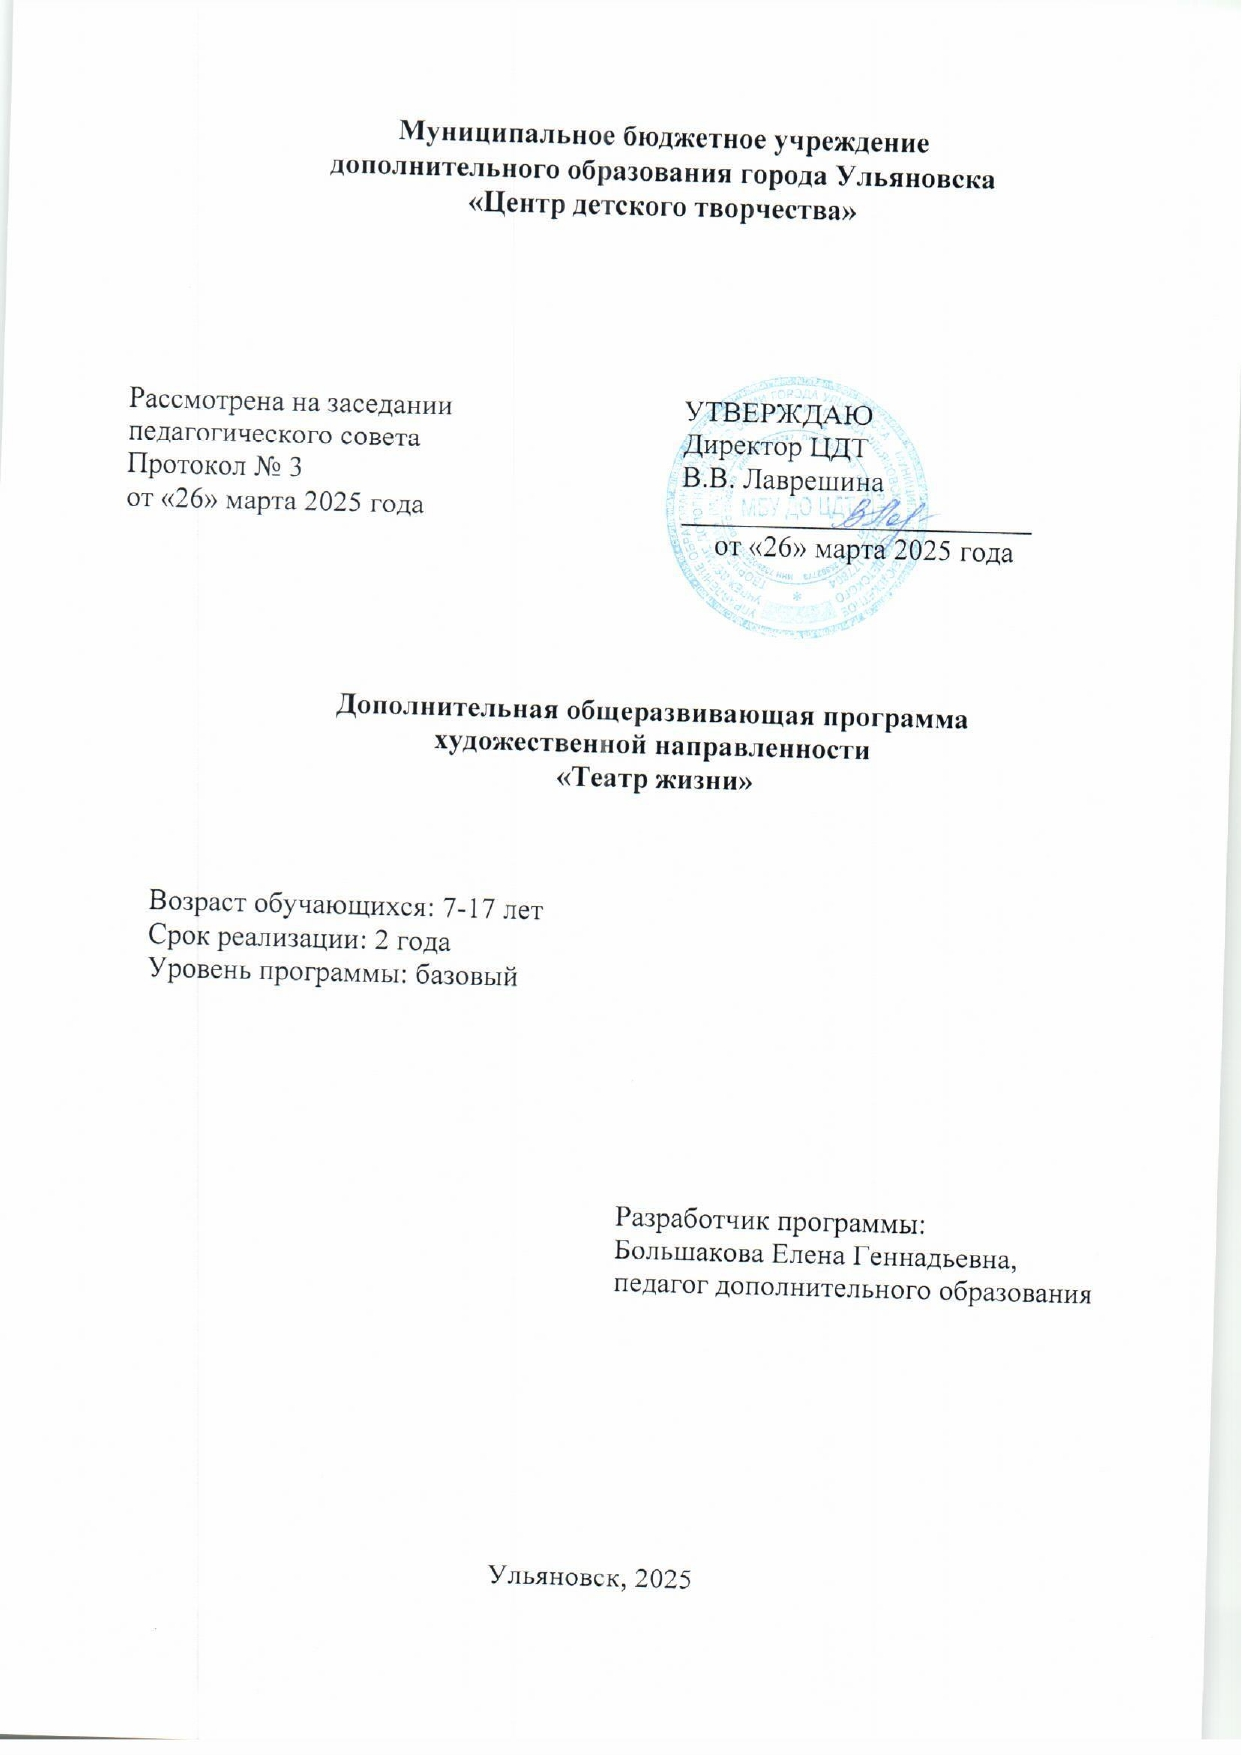 Муниципальное бюджетное учреждение
дополнительного образования города Ульяновска
«Центр детского творчества»
Рассмотрена на заседании
педагогического совета
Протокол № 3
от «26» марта 2025 года
УТВЕРЖДАЮ
Директор ЦДТ
В.В. Лаврешина
МБУ ДО ЦДТ
от «26» марта 2025 года
Дополнительная общеразвивающая программа
художественной направленности
«Театр жизни»
Возраст обучающихся: 7-17 лет
Срок реализации: 2 года
Уровень программы: базовый
Разработчик программы:
Большакова Елена Геннадьевна,
педагог дополнительного образования
Ульяновск, 2025